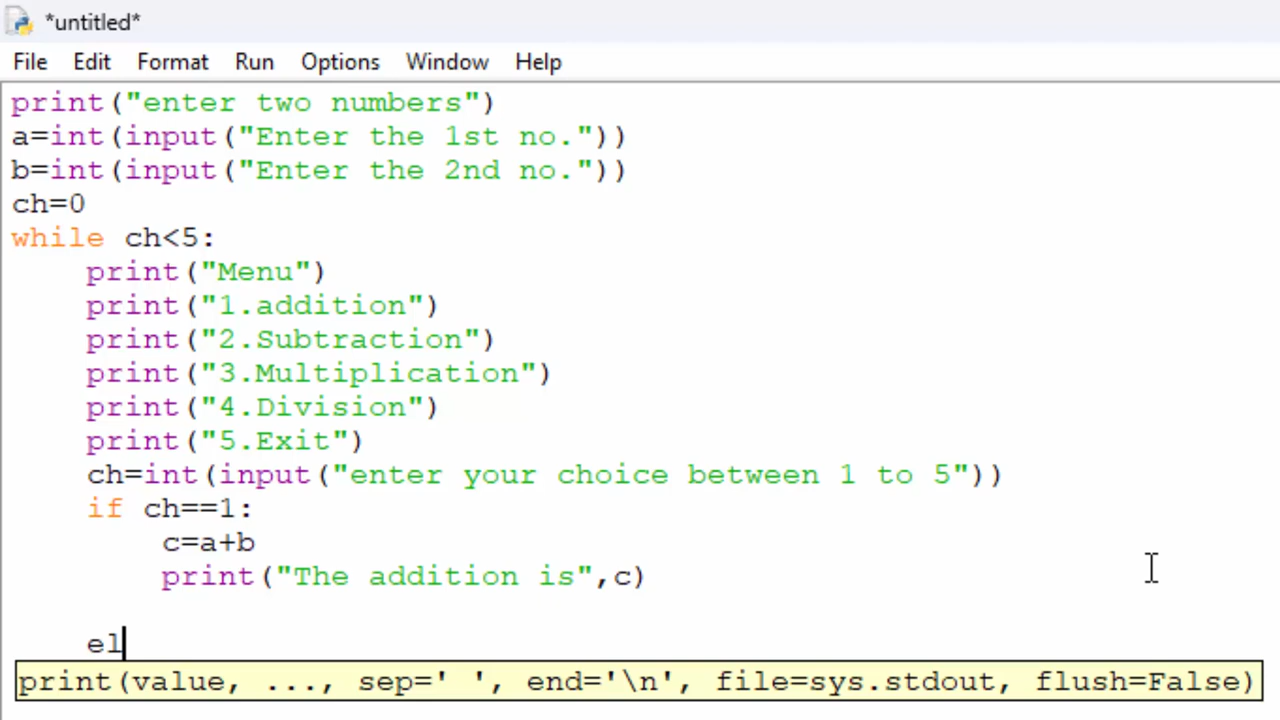 *untitled*
File Edit Format Run Options Window Help
print("enter two numbers")
a=int(input("Enter the 1st no."))
b=int(input("Enter the 2nd no."))
ch=0
while ch<5:
    print("Menu")
    print("1.addition")
    print("2.Subtraction")
    print("3.Multiplication")
    print("4.Division")
    print("5.Exit")
    ch=int(input("enter your choice between 1 to 5"))
    if ch==1:
        c=a+b
        print("The addition is",c)
    el
print(value, ..., sep=' ', end='\n', file=sys.stdout, flush=False)